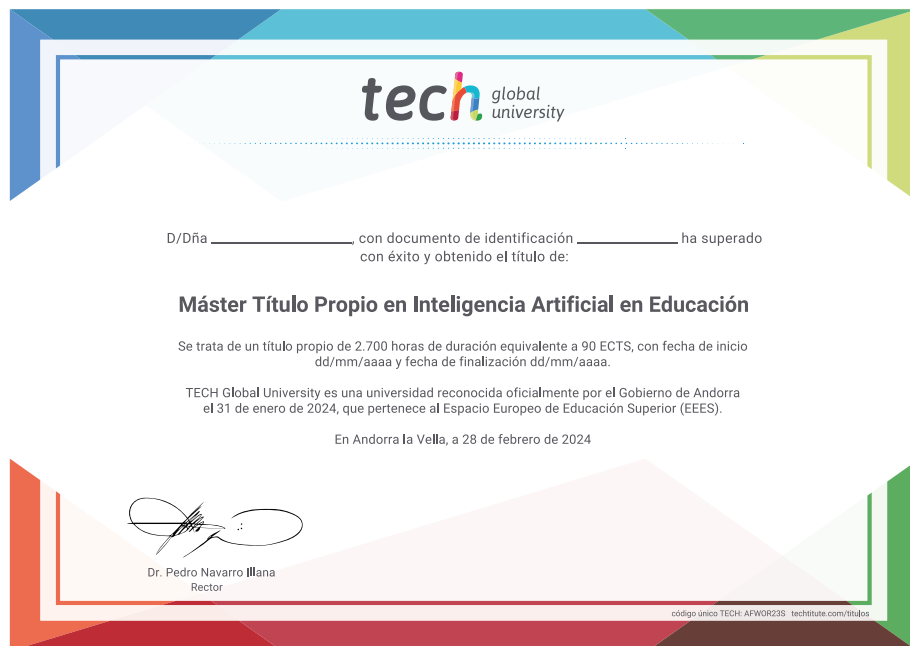 tech global university
D/Dña ________________, con documento de identificación ____________ ha superado
con éxito y obtenido el título de:
Máster Título Propio en Inteligencia Artificial en Educación
Se trata de un título propio de 2.700 horas de duración equivalente a 90 ECTS, con fecha de inicio
dd/mm/aaaa y fecha de finalización dd/mm/aaaa.
TECH Global University es una universidad reconocida oficialmente por el Gobierno de Andorra
el 31 de enero de 2024, que pertenece al Espacio Europeo de Educación Superior (EEES).
En Andorra la Vella, a 28 de febrero de 2024
Dr. Pedro Navarro Illana
Rector
código único TECH: AFWOR23S techtitute.com/titulos